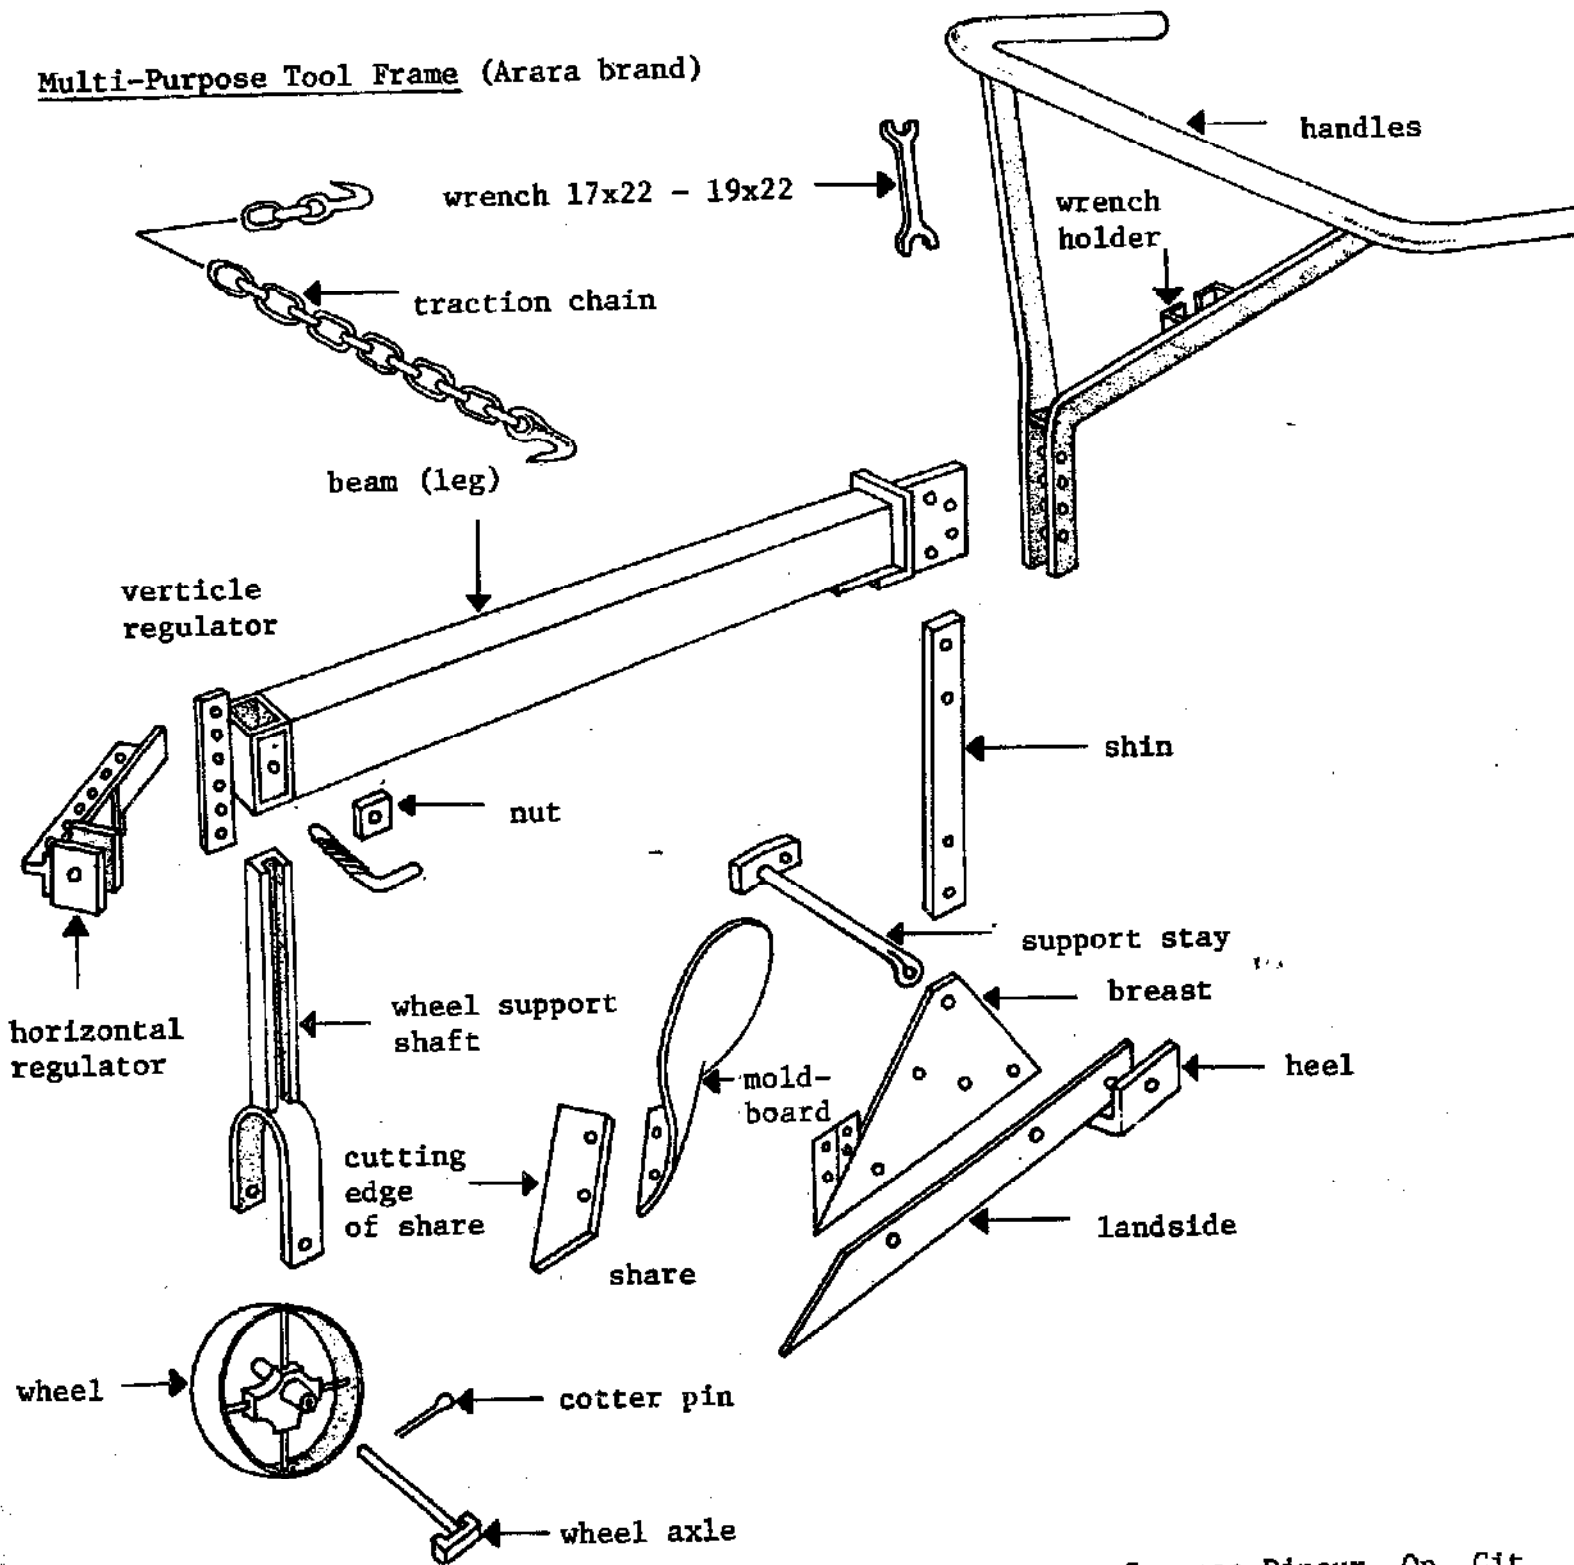 Multi-Purpose Tool Frame (Arara brand)
handles
wrench 17x22 - 19x22
wrench
holder
traction chain
beam (leg)
verticle
regulator
shin
nut
support stay
breast
wheel support
shaft
horizontal
regulator
heel
mold-
board
cutting
edge
of share
landside
share
wheel
cotter pin
wheel axle
Op. Cit